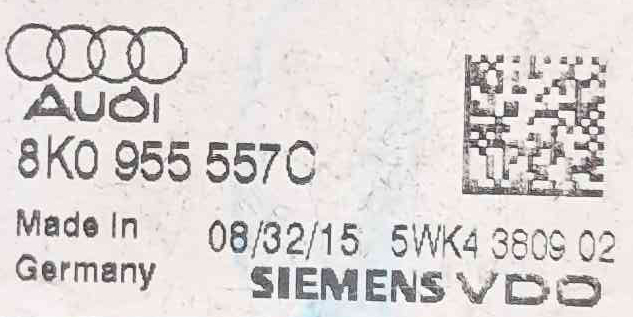 AUDI
8K0 955 557C
Made In
Germany
08/32/15 5WK4 3809 02
SIEMENS VDO